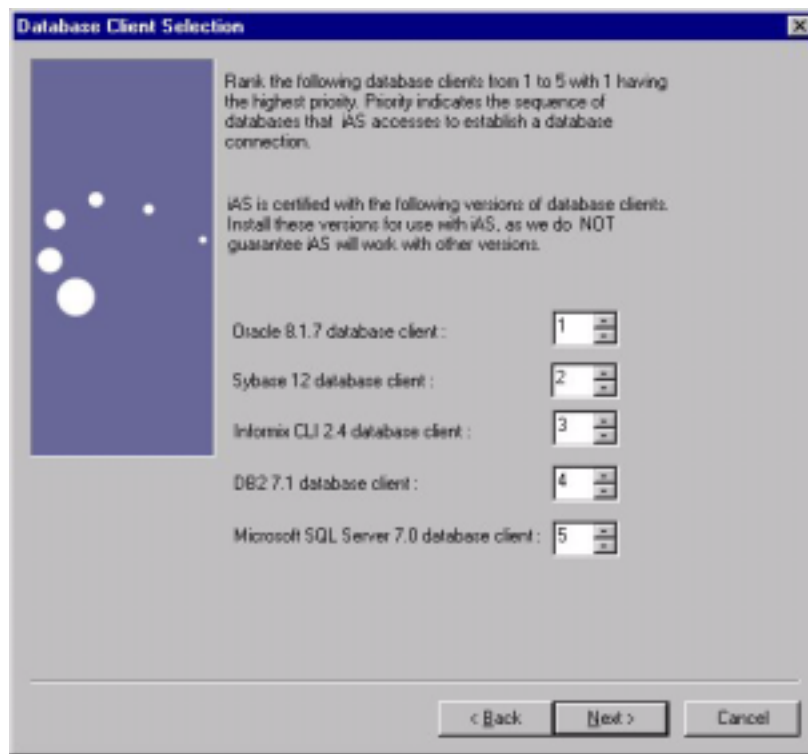 Database Client Selection
Rank the following database clients from 1 to 5 with 1 having
the highest priority. Priority indicates the sequence of
databases that iAS accesses to establish a database
connection.
iAS is certified with the following versions of database clients.
Install these versions for use with iAS, as we do NOT
guarantee iAS will work with other versions.
Oracle 8.1.7 database client : 1
Sybase 12 database client : 2
Informix CLI 2.4 database client : 3
DB2 7.1 database client : 4
Microsoft SQL Server 7.0 database client : 5
< Back Next > Cancel